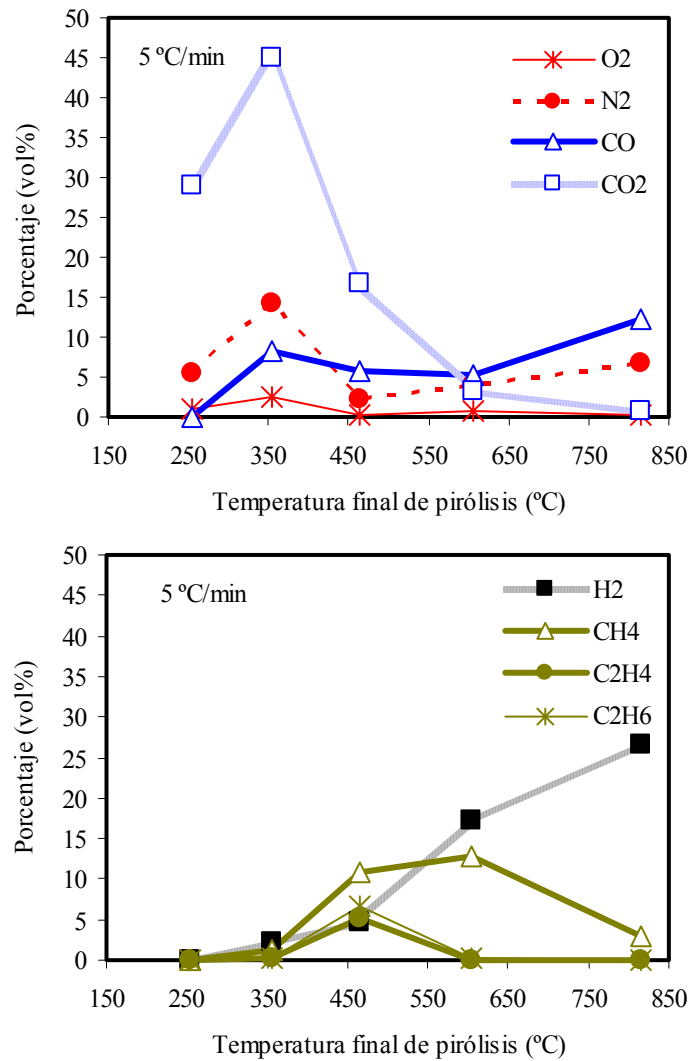 5 ºC/min
O2
N2
CO
CO2
Porcentaje (vol%)
50
45
40
35
30
25
20
15
10
5
0
150 250 350 450 550 650 750 850
Temperatura final de pirólisis (ºC)
5 ºC/min
H2
CH4
C2H4
C2H6
Porcentaje (vol%)
50
45
40
35
30
25
20
15
10
5
0
150 250 350 450 550 650 750 850
Temperatura final de pirólisis (ºC)